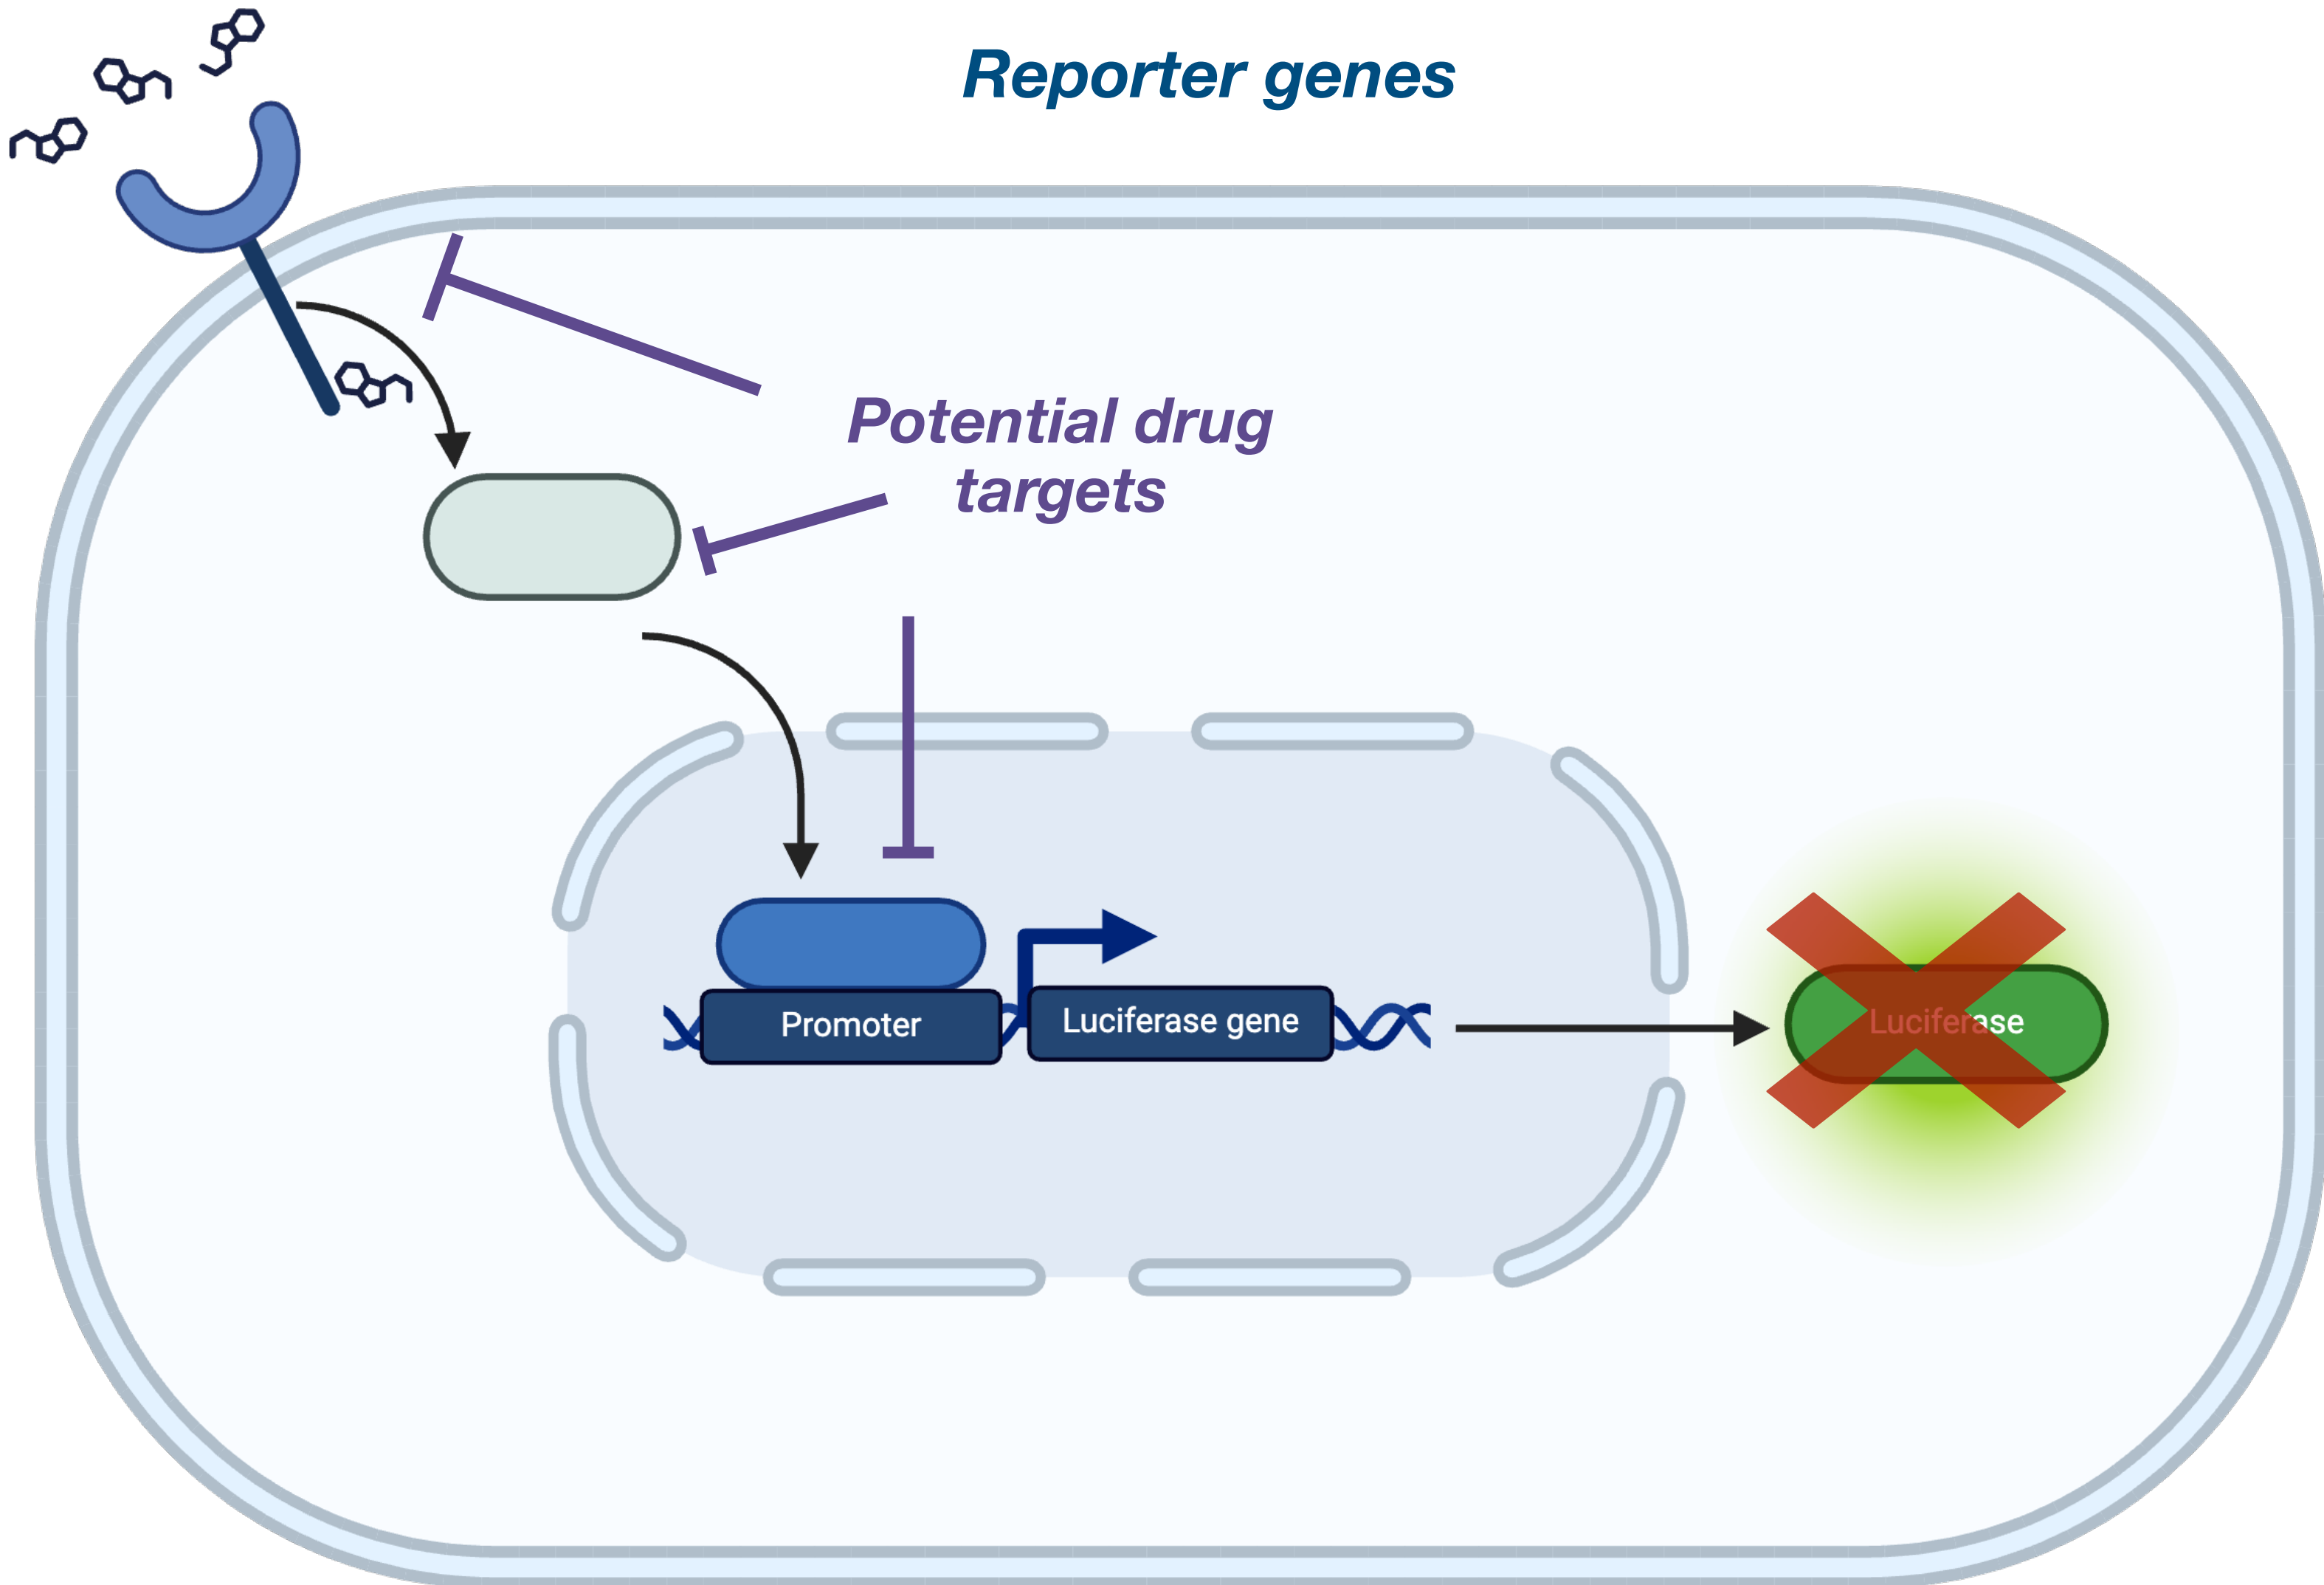 Reporter genes
Potential drug
targets
Promoter
Luciferase gene
Luciferase